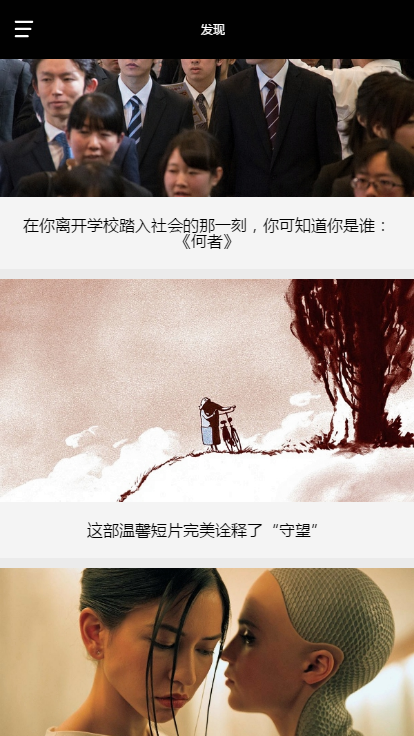 发现
在你离开学校踏入社会的那一刻，你可知道你是谁：
《何者》
这部温馨短片完美诠释了“守望”